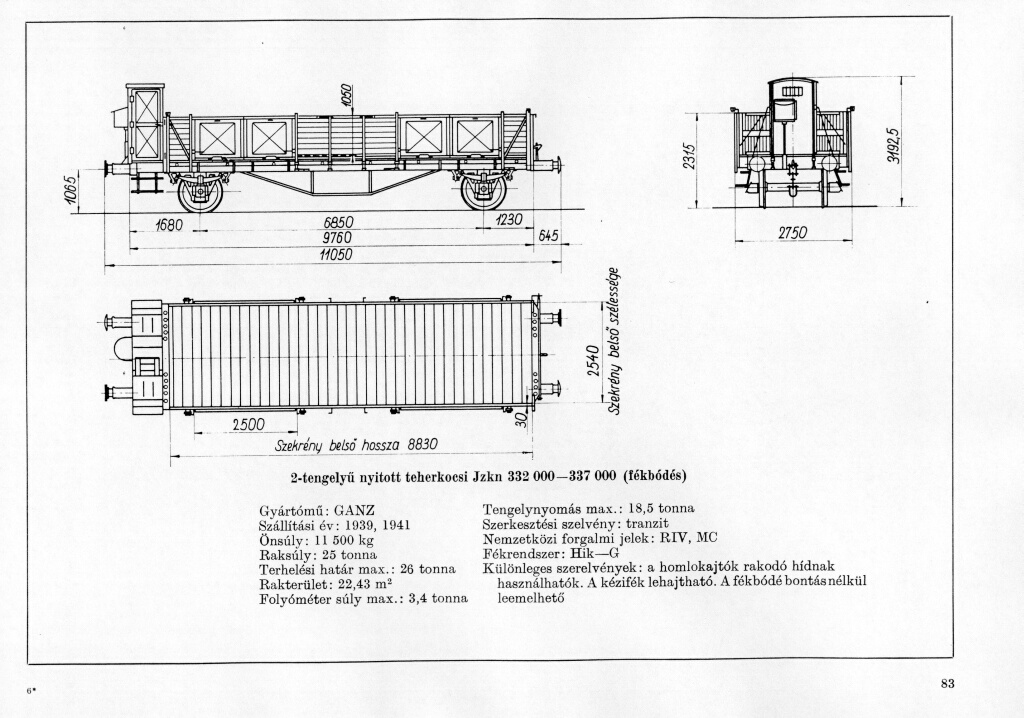 1050
1065
1680
6850
1230
9760
645
11050
2315
3192,5
2750
2540
Szekrény belső szélessége
30
2500
Szekrény belső hossza 8830
2-tengelyű nyitott teherkocsi Jzkn 332 000—337 000 (fékbódés)
Gyártómű: GANZ
Szállítási év: 1939, 1941
Önsúly: 11 500 kg
Raksúly: 25 tonna
Terhelési határ max.: 26 tonna
Rakterület: 22,43 m²
Folyóméter súly max.: 3,4 tonna
Tengelynyomás max.: 18,5 tonna
Szerkesztési szelvény: tranzit
Nemzetközi forgalmi jelek: RIV, MC
Fékrendszer: Hik—G
Különleges szerelvények: a homlokajtók rakodó hídnak
használhatók. A kézifék lehajtható. A fékbódé bontás nélkül
leemelhető
6*
83